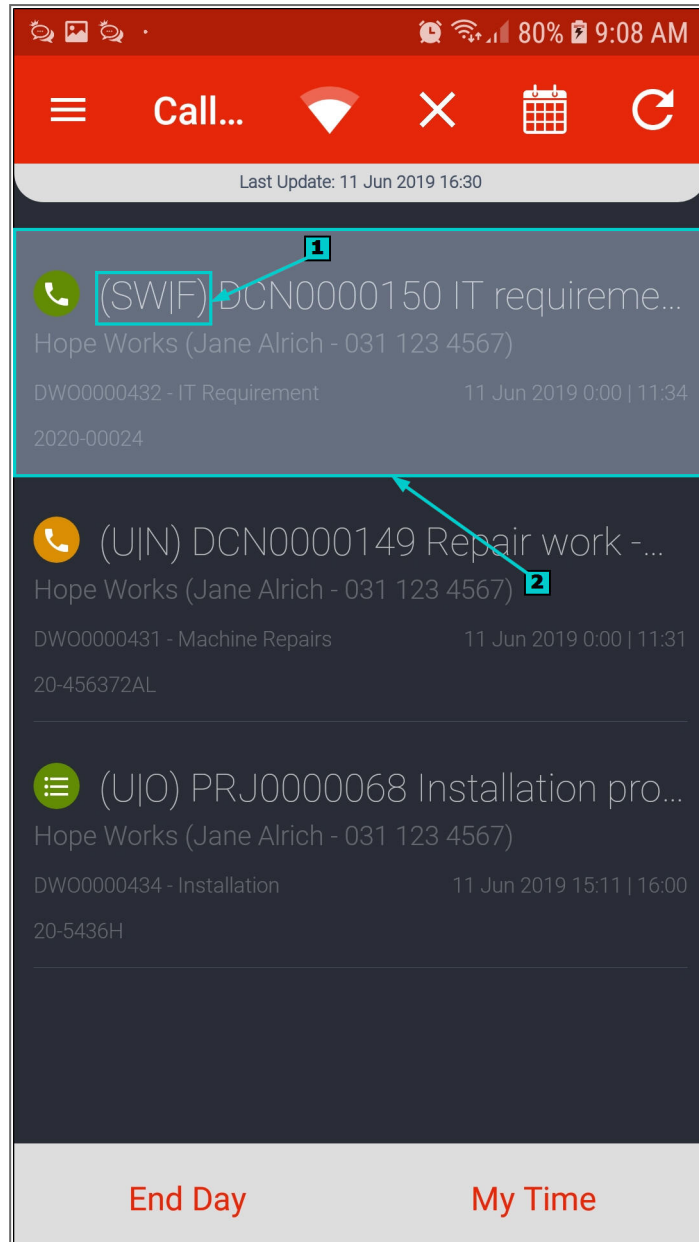 80% 9:08 AM
Call...
Last Update: 11 Jun 2019 16:30
1
(SW|F) DCN0000150 IT requireme...
Hope Works (Jane Alrich - 031 123 4567)
DWO0000432 - IT Requirement 11 Jun 2019 0:00 | 11:34
2020-00024
(U|N) DCN0000149 Repair work -...
Hope Works (Jane Alrich - 031 123 4567)
2
DWO0000431 - Machine Repairs 11 Jun 2019 0:00 | 11:31
20-456372AL
(U|O) PRJ0000068 Installation pro...
Hope Works (Jane Alrich - 031 123 4567)
DWO0000434 - Installation 11 Jun 2019 15:11 | 16:00
20-5436H
End Day My Time